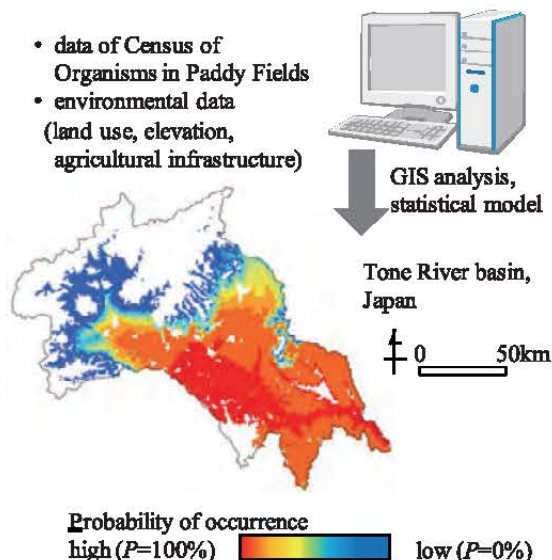 • data of Census of
Organisms in Paddy Fields
• environmental data
(land use, elevation,
agricultural infrastructure)
GIS analysis,
statistical model
Tone River basin,
Japan
0 50km
Probability of occurrence
high (P=100%) low (P=0%)